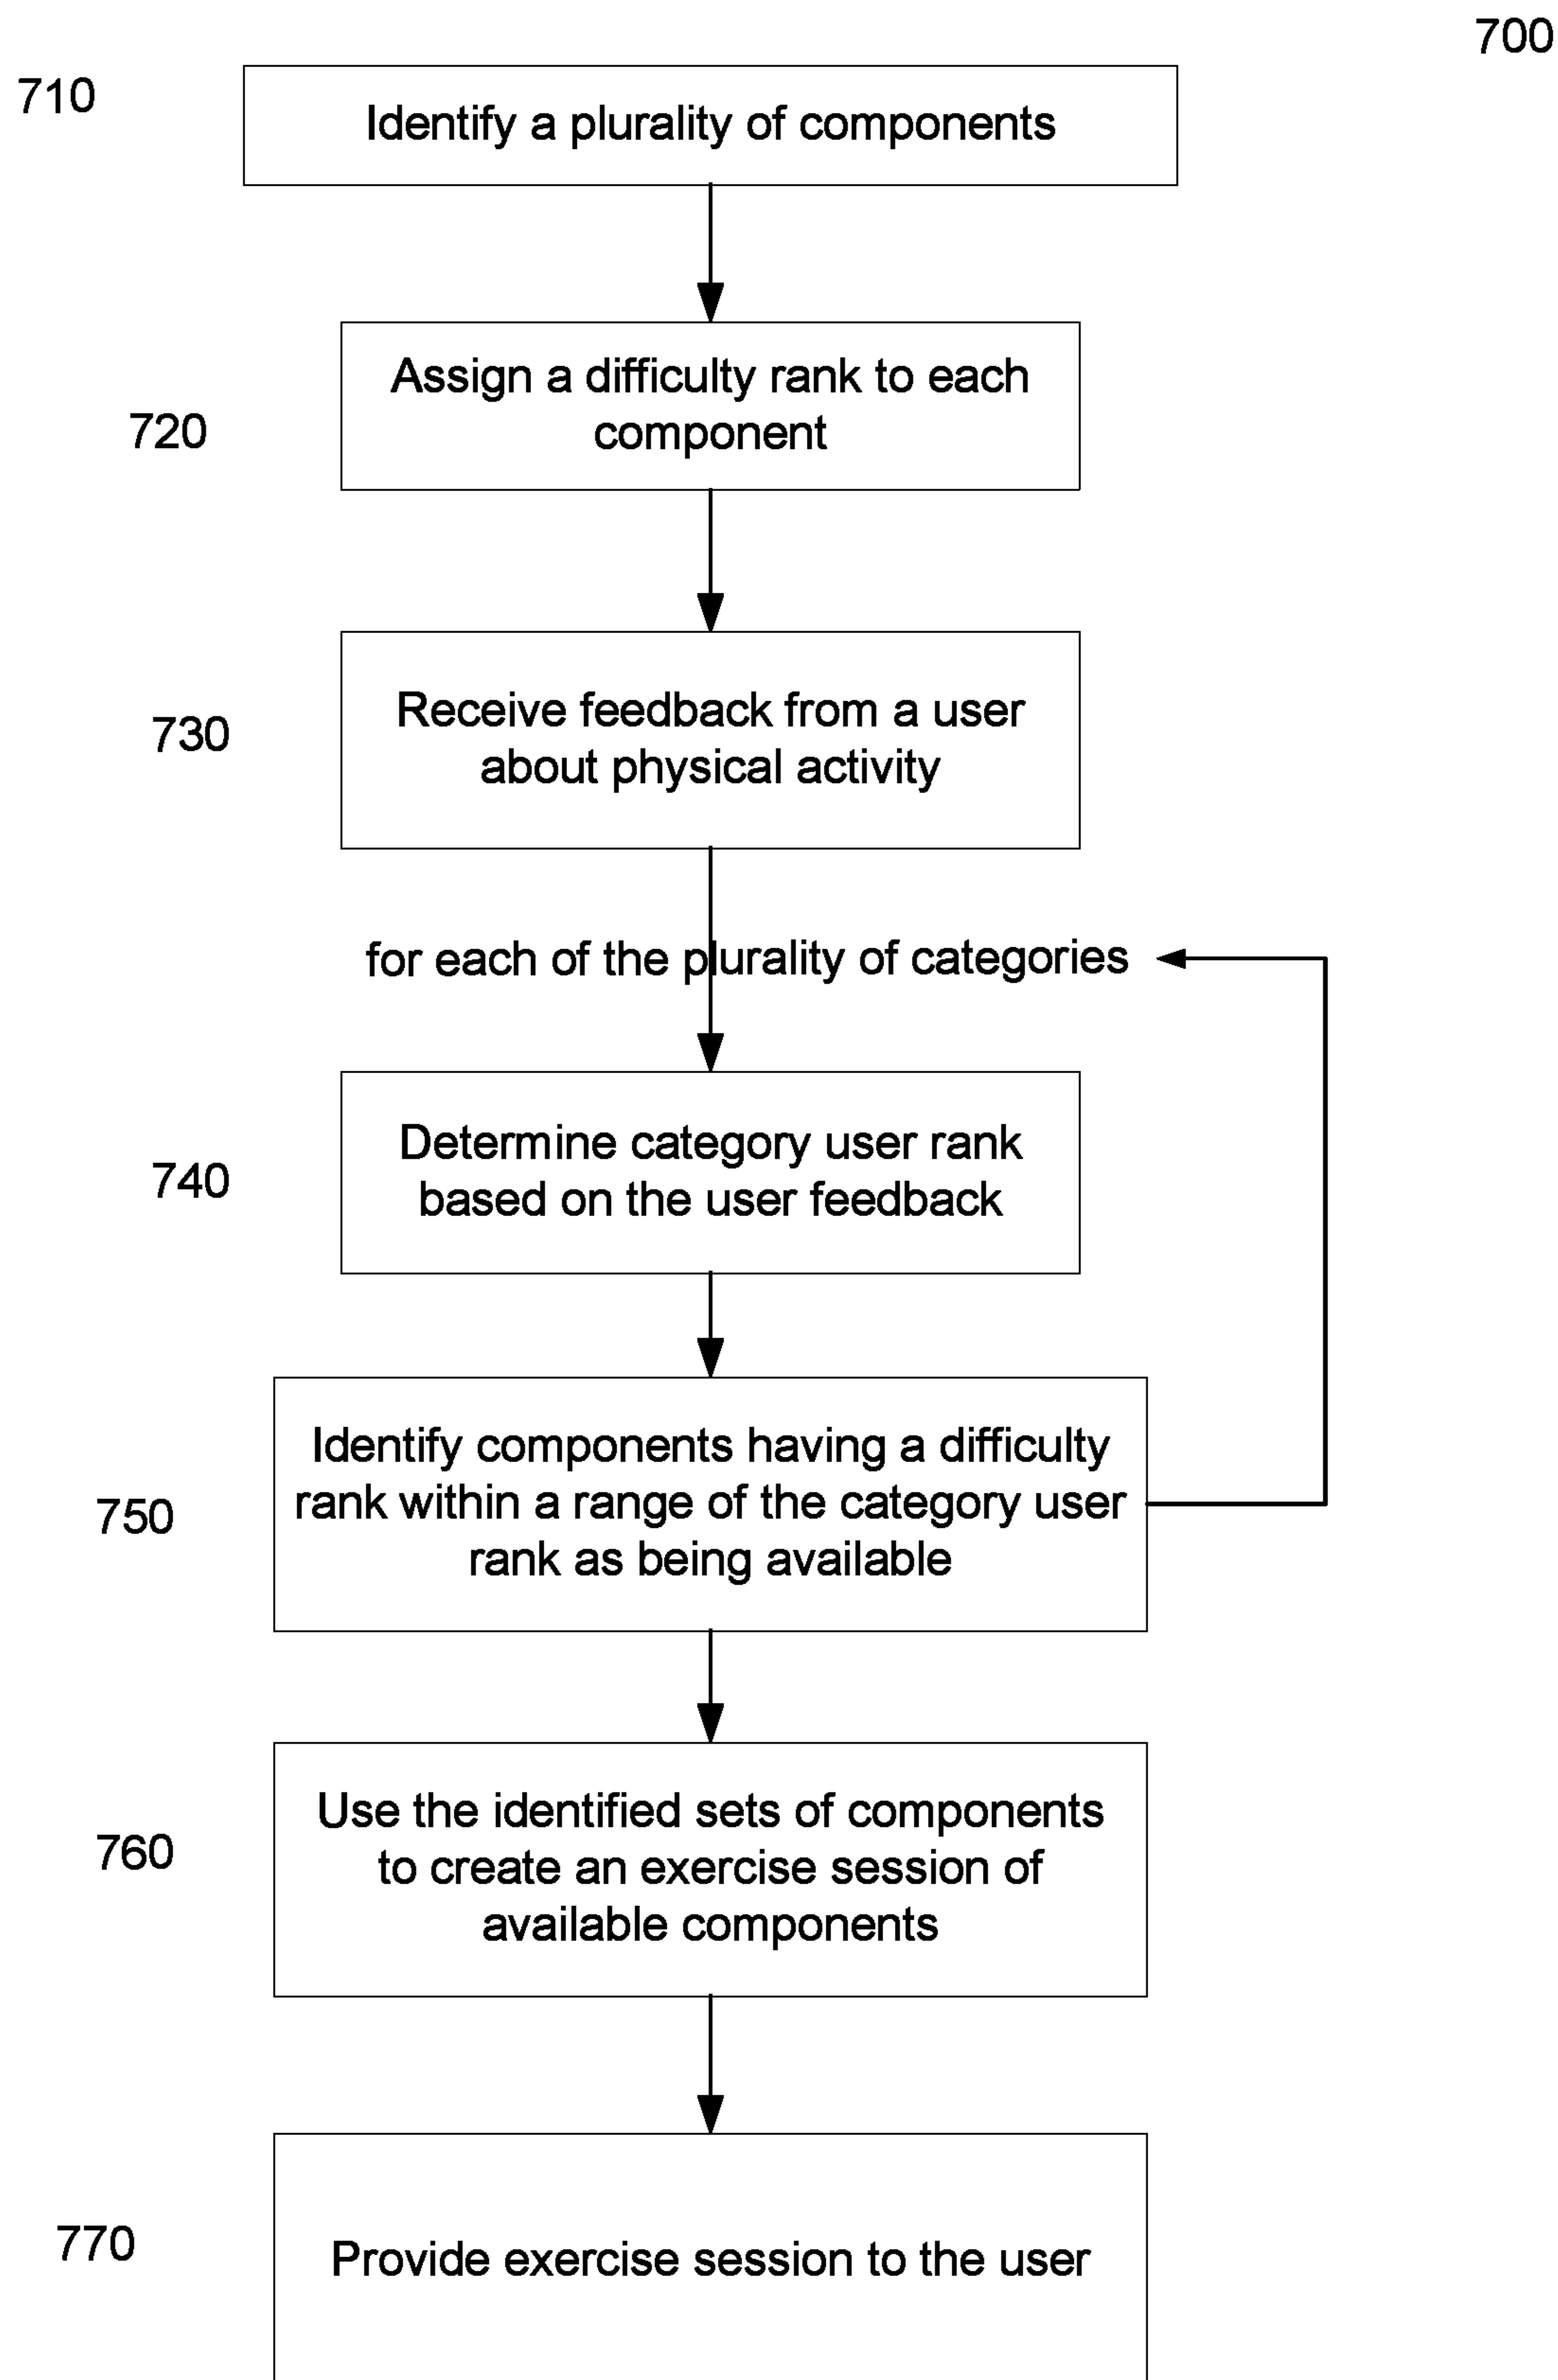 700
710
Identify a plurality of components
720
Assign a difficulty rank to each
component
730
Receive feedback from a user
about physical activity
for each of the plurality of categories
740
Determine category user rank
based on the user feedback
750
Identify components having a difficulty
rank within a range of the category user
rank as being available
760
Use the identified sets of components
to create an exercise session of
available components
770
Provide exercise session to the user